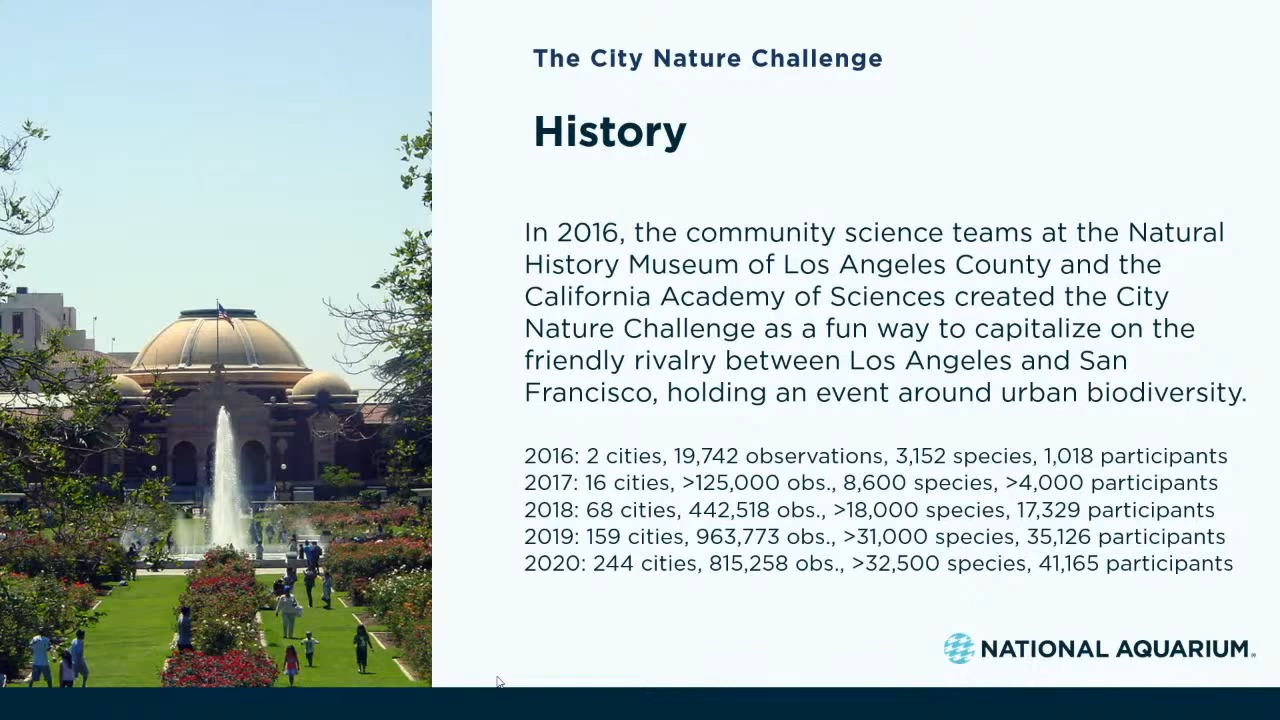 The City Nature Challenge
History
In 2016, the community science teams at the Natural
History Museum of Los Angeles County and the
California Academy of Sciences created the City
Nature Challenge as a fun way to capitalize on the
friendly rivalry between Los Angeles and San
Francisco, holding an event around urban biodiversity.
2016: 2 cities, 19,742 observations, 3,152 species, 1,018 participants
2017: 16 cities, >125,000 obs., 8,600 species, >4,000 participants
2018: 68 cities, 442,518 obs., >18,000 species, 17,329 participants
2019: 159 cities, 963,773 obs., >31,000 species, 35,126 participants
2020: 244 cities, 815,258 obs., >32,500 species, 41,165 participants
NATIONAL AQUARIUM